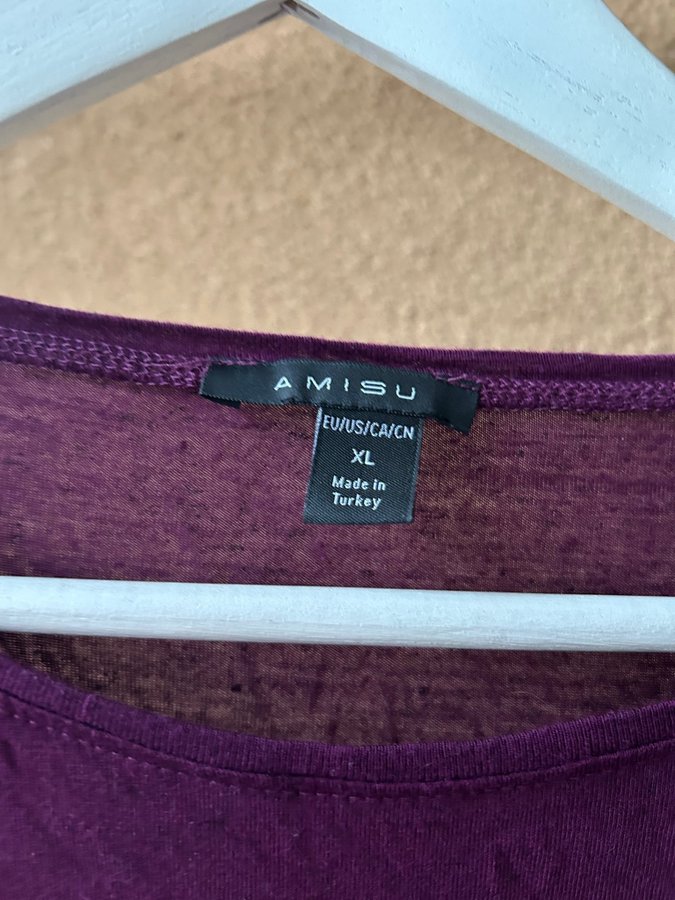 AMISU
EU/US/CA/CN
XL
Made in
Turkey